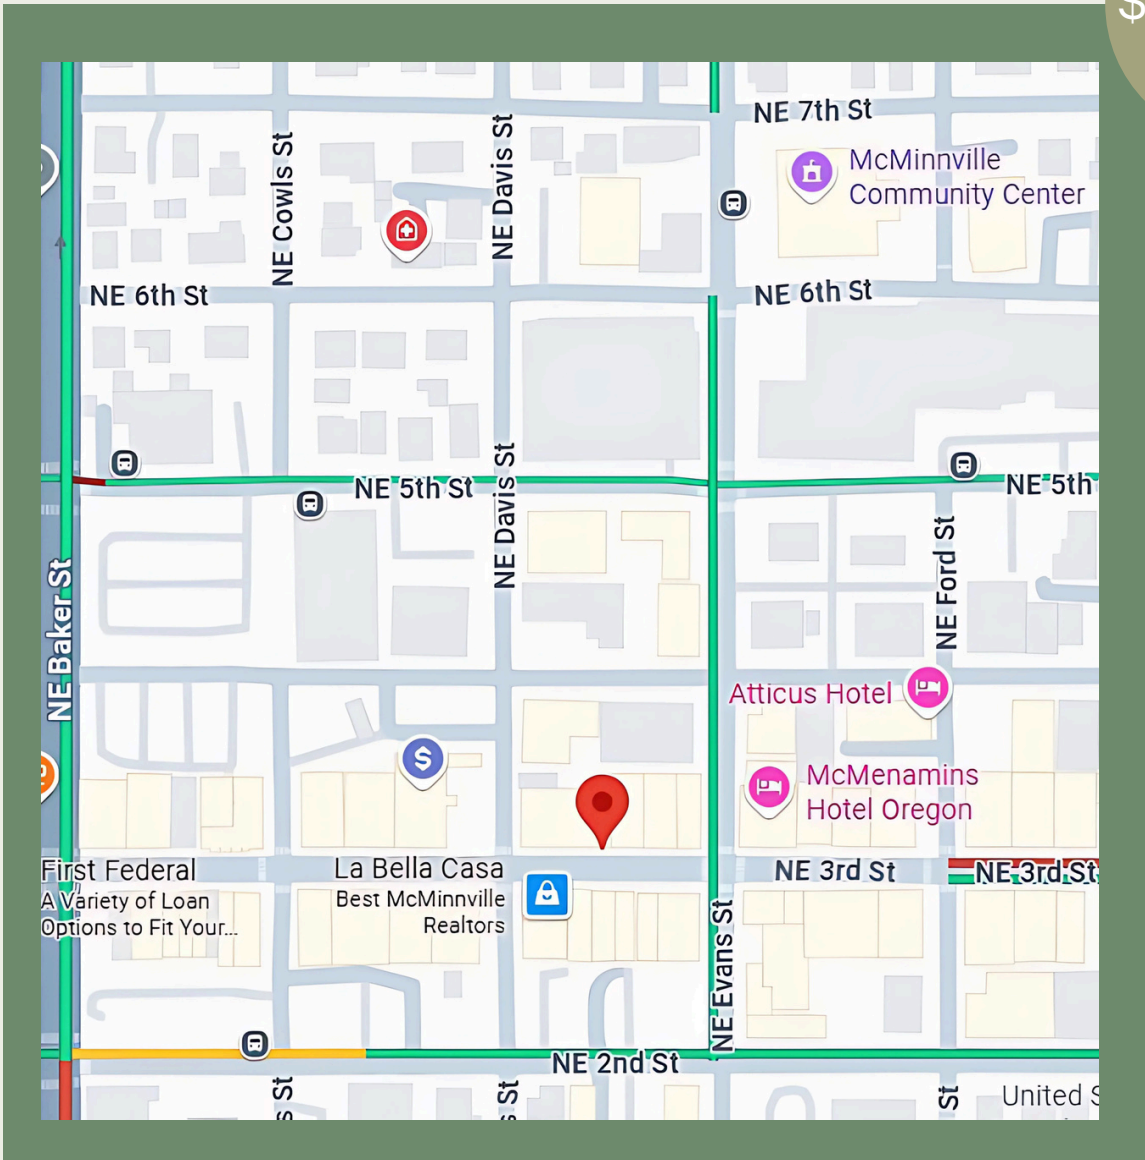 $
NE 7th St
McMinnville
Community Center
NE Cowls St
NE Davis St
NE 6th St
NE 6th St
NE 5th St
NE 5th
NE Davis St
NE Ford St
NE Baker St
Atticus Hotel
$
McMenamins
Hotel Oregon
First Federal
A Variety of Loan
Options to Fit Your...
La Bella Casa
Best McMinnville
Realtors
NE 3rd St
NE 3rd St
NE Evans St
NE 2nd St
s St
s St
St
United S